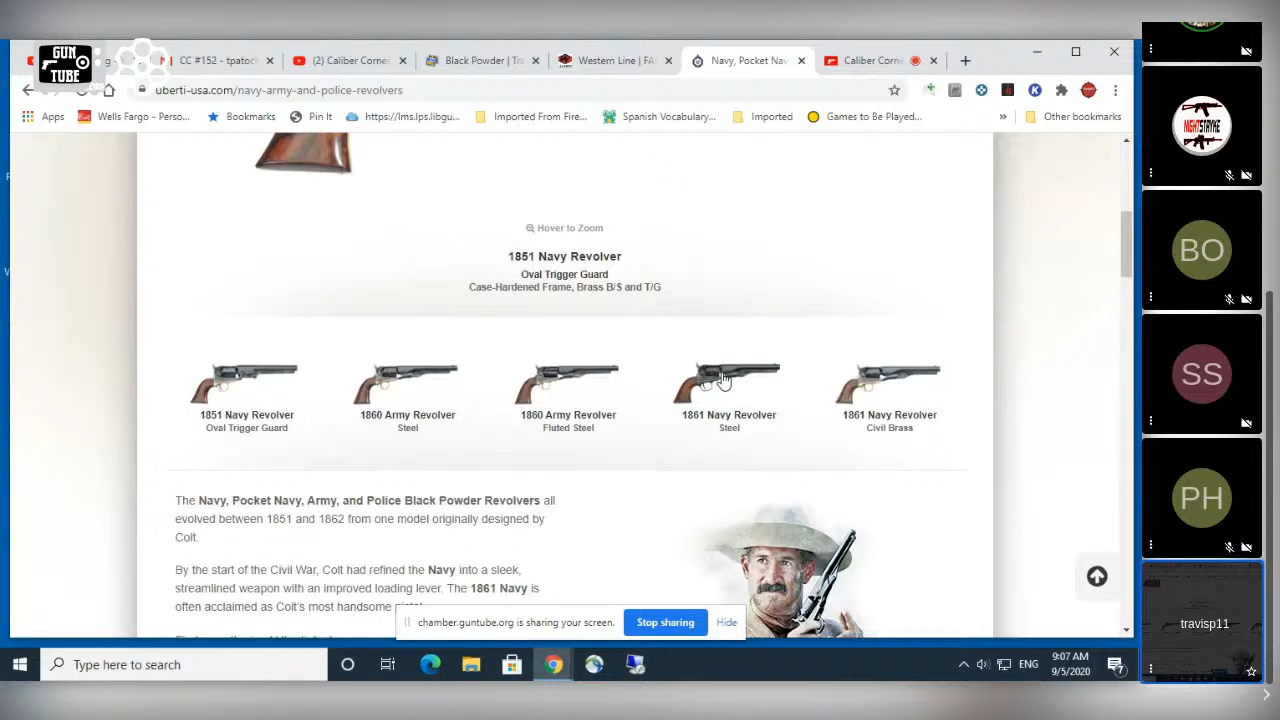 GUN
TUBE
CC #152 - tpatoch
(2) Caliber Corner
Black Powder | Tra
Western Line | FA
Navy, Pocket Nav
Caliber Corne
uberti-usa.com/navy-army-and-police-revolvers
Apps
Wells Fargo - Perso...
Bookmarks
Pin It
https://lms.lps.libgu...
Imported From Fire...
Spanish Vocabulary...
Imported
Games to Be Played...
»
Other bookmarks
Hover to Zoom
1851 Navy Revolver
Oval Trigger Guard
Case-Hardened Frame, Brass B/S and T/G
1851 Navy Revolver
Oval Trigger Guard
1860 Army Revolver
Steel
1860 Army Revolver
Fluted Steel
1861 Navy Revolver
Steel
1861 Navy Revolver
Civil Brass
The Navy, Pocket Navy, Army, and Police Black Powder Revolvers all
evolved between 1851 and 1862 from one model originally designed by
Colt.
By the start of the Civil War, Colt had refined the Navy into a sleek,
streamlined weapon with an improved loading lever. The 1861 Navy is
often acclaimed as Colt's most handsome
chamber.guntube.org is sharing your screen.
Stop sharing
Hide
Type here to search
ENG
9:07 AM
9/5/2020
7
NIGHTSTRYKE
BO
SS
PH
travisp11